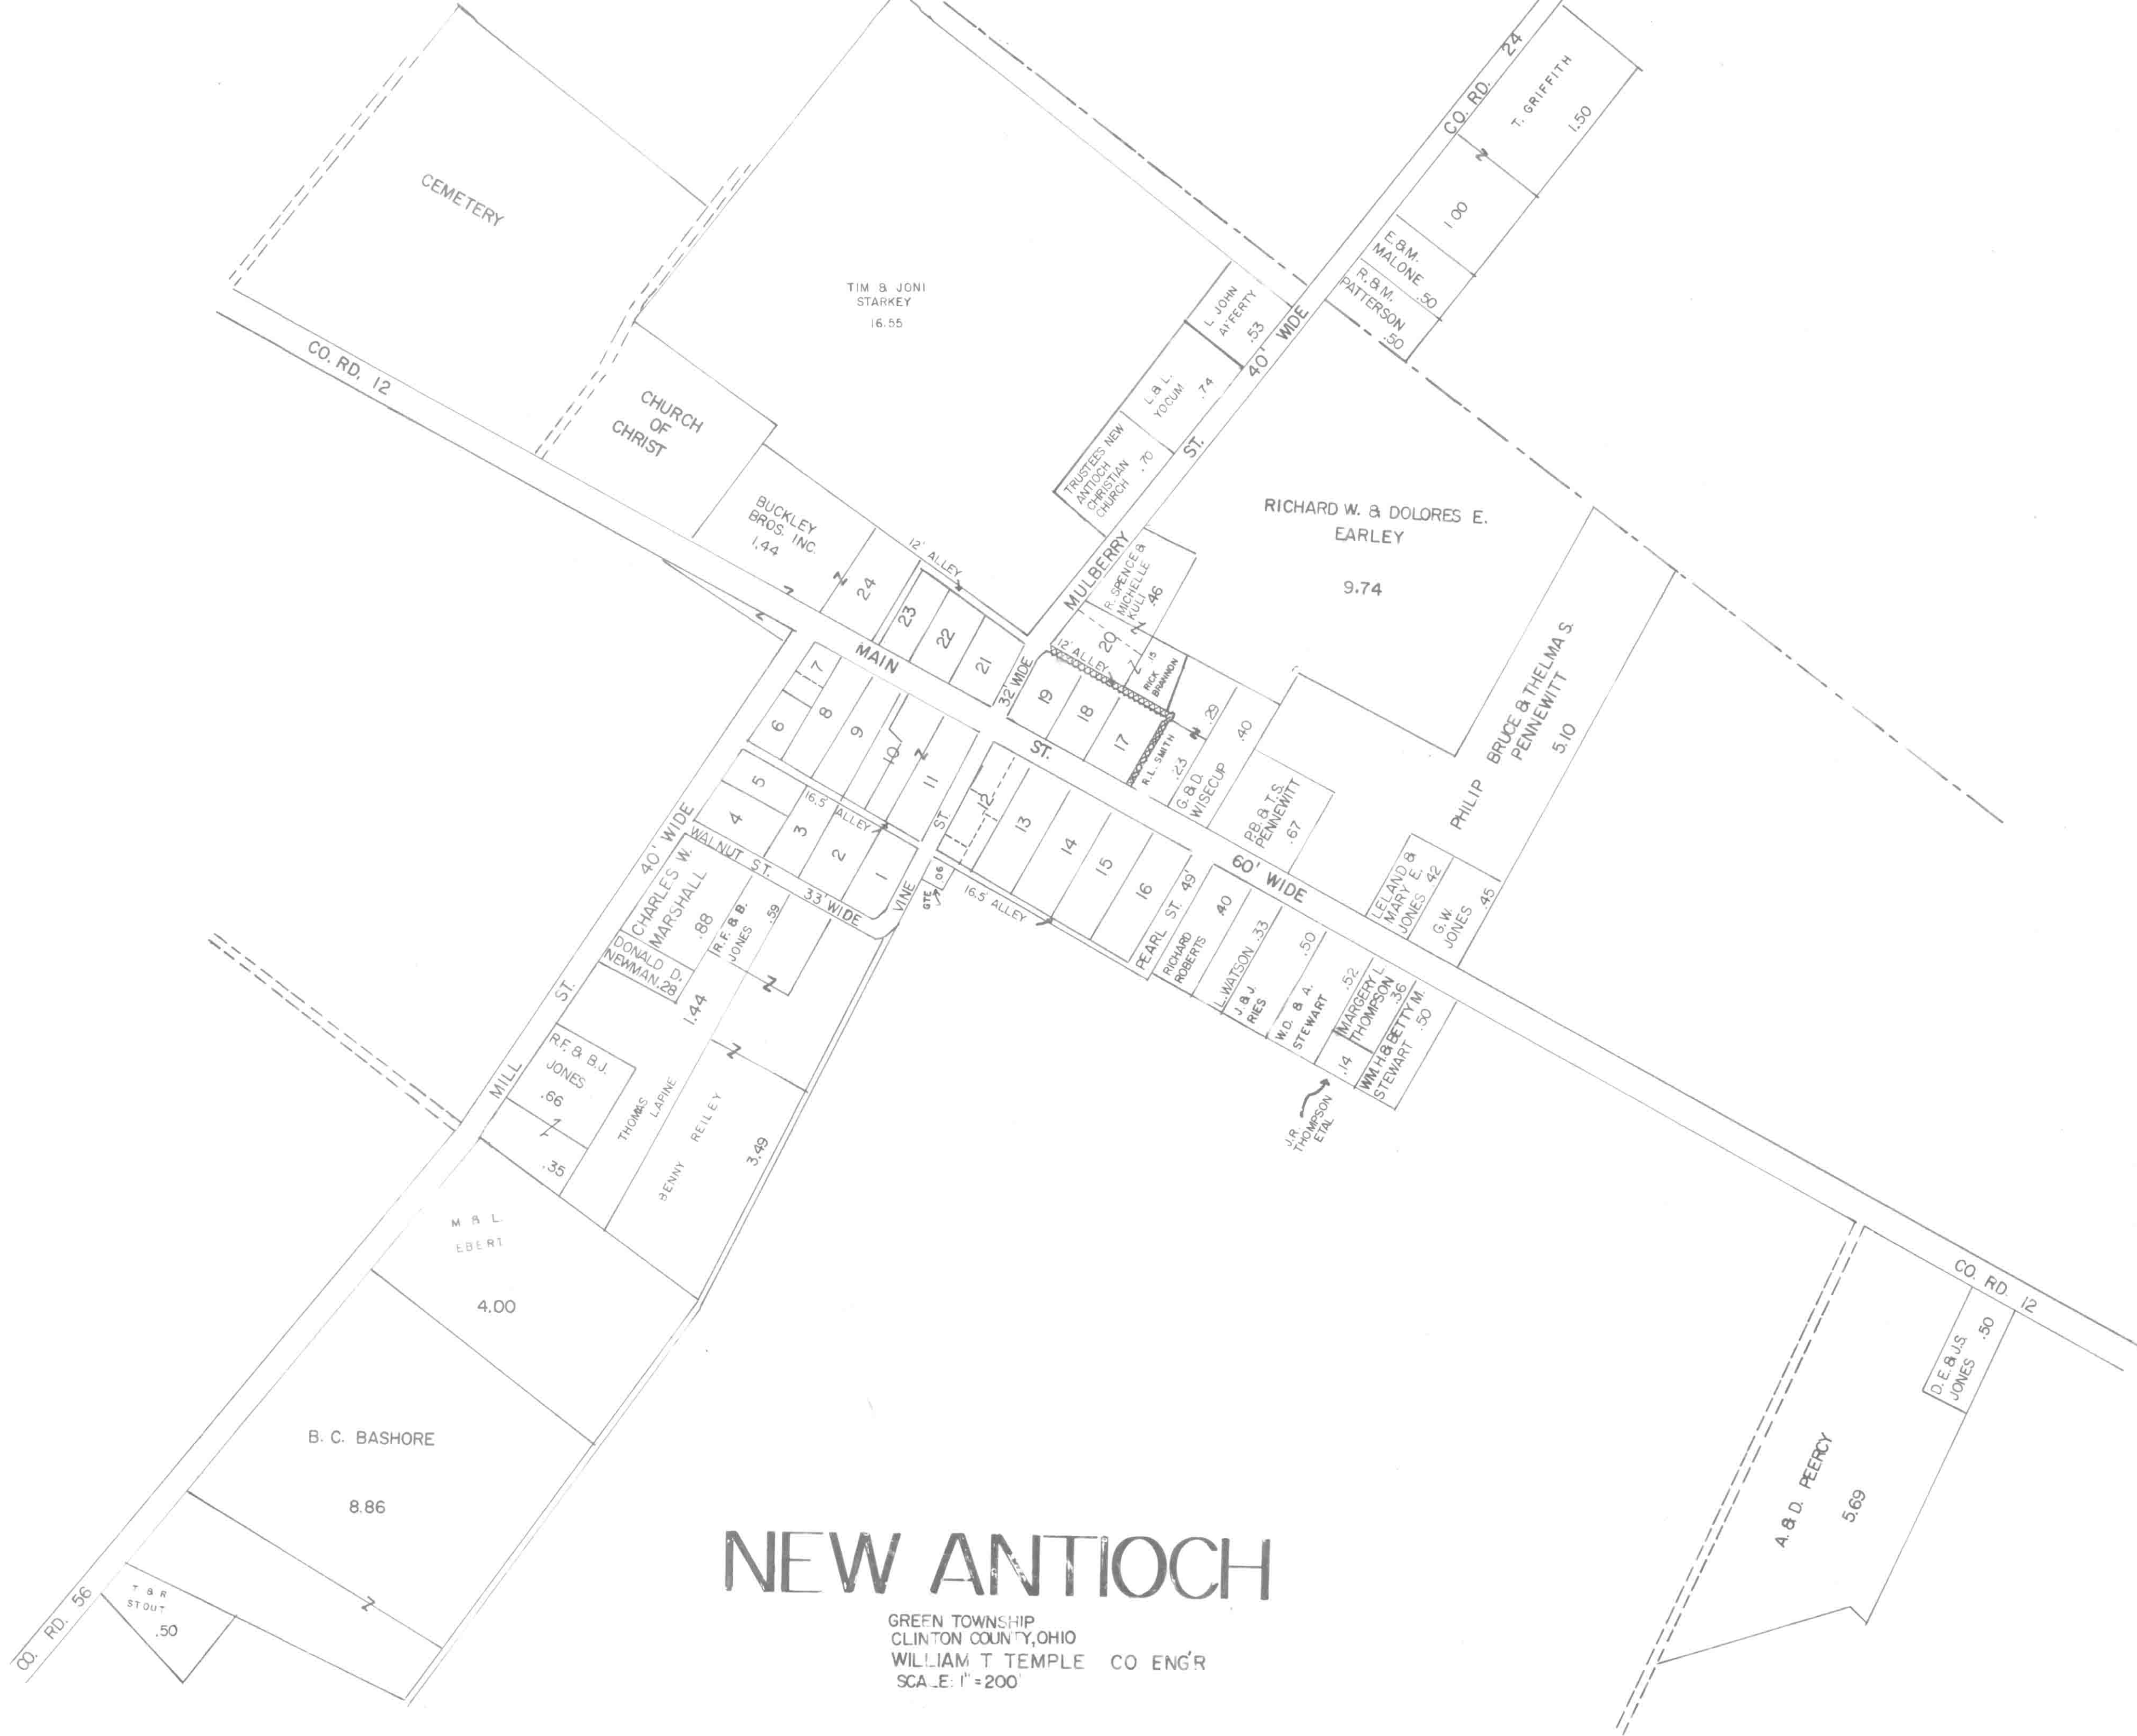 CO. RD. 24
T. GRIFFITH
1.50
1.00
E. & M.
MALONE .50
R. & M.
PATTERSON
.50
CEMETERY
TIM & JONI
STARKEY
16.55
CO. RD. 12
CHURCH
OF
CHRIST
L. JOHN
.53
40' WIDE
L. & L.
YOCUM .74
TRUSTEES NEW
ANTIOCH
CHRISTIAN .70
CHURCH
MULBERRY ST.
BUCKLEY
BROS. INC.
1.44
24
12' ALLEY
23
22
21
MAIN ST.
32' WIDE
R. SPENCE &
MICHELLE
KULI .46
20
12' ALLEY
.15
RICK
BRANNON
19
18
17
R.L. SMITH
.23
.29
G. & D.
WISECUP
.40
RICHARD W. & DOLORES E.
EARLEY
9.74
PHILIP BRUCE & THELMA S.
PENNEWITT
5.10
P.B. & T.S.
PENNEWITT
.67
LELAND &
MARY E.
JONES .42
G. W.
JONES .45
7
6
8
9
10
11
5
4
16.5' ALLEY
3
2
1
WALNUT ST. 33' WIDE
VINE ST.
12
13
14
15
16
GTE .06
16.5' ALLEY
PEARL ST. 49'
60' WIDE
RICHARD
ROBERTS
.40
L. WATSON .33
J. & J.
RIES
.50
W.D. & A.
STEWART
.52
MARGERY L.
THOMPSON
.36
.14
WM. H. & BETTY M.
STEWART .50
J.R.
THOMPSON
ETAL
40' WIDE
CHARLES W.
MARSHALL
.88
R.F. & B.
JONES .59
DONALD D.
NEWMAN .28
1.44
MILL ST.
R.F. & B.J.
JONES
.66
.35
THOMAS LAPINE
BENNY REILEY
3.49
M & L
EBERT
4.00
B. C. BASHORE
8.86
CO. RD. 56
T & R
STOUT
.50
CO. RD. 12
D. E. & J.S.
JONES .50
A. & D. PEERCY
5.69
NEW ANTIOCH
GREEN TOWNSHIP
CLINTON COUNTY, OHIO
WILLIAM T TEMPLE CO ENG'R
SCALE: 1" = 200'